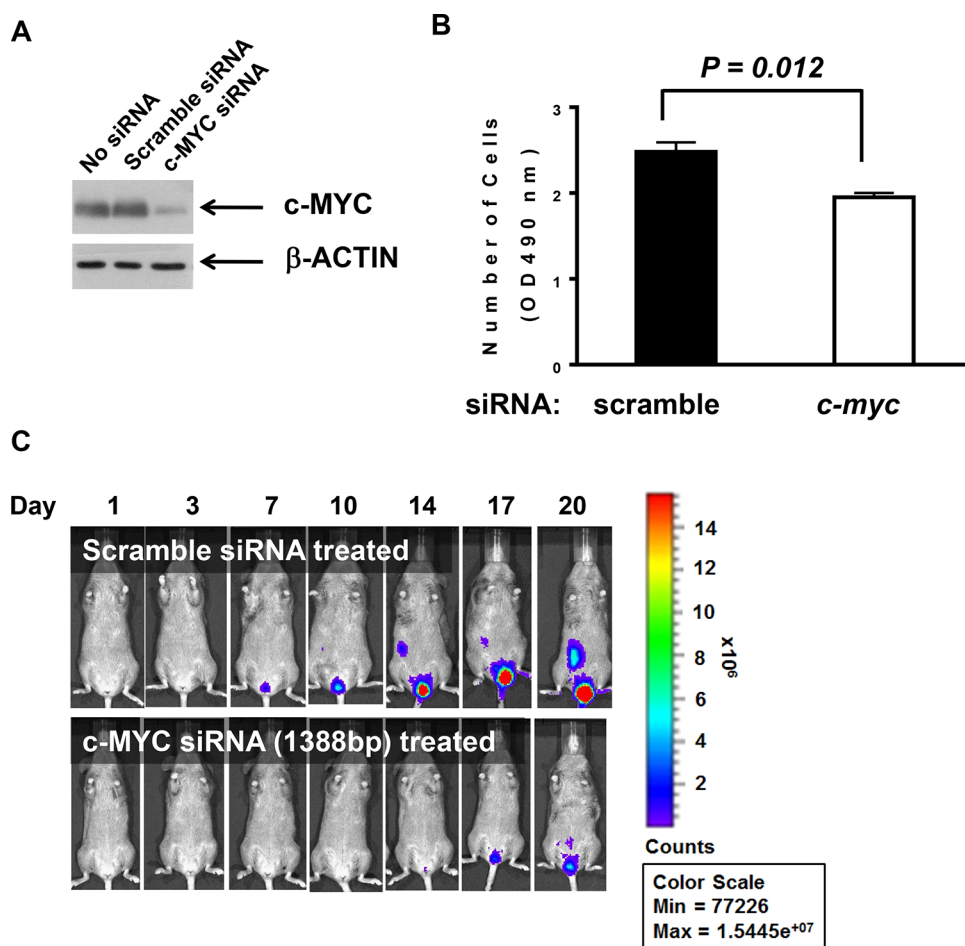 A
No siRNA
Scramble siRNA
c-MYC siRNA
c-MYC
β-ACTIN
B
P = 0.012
Number of Cells
(OD490 nm)
3
2
1
0
siRNA: scramble c-myc
C
Day 1 3 7 10 14 17 20
Scramble siRNA treated
c-MYC siRNA (1388bp) treated
14
12
10
8
6
4
2
x10⁶
Counts
Color Scale
Min = 77226
Max = 1.5445e⁺⁰⁷